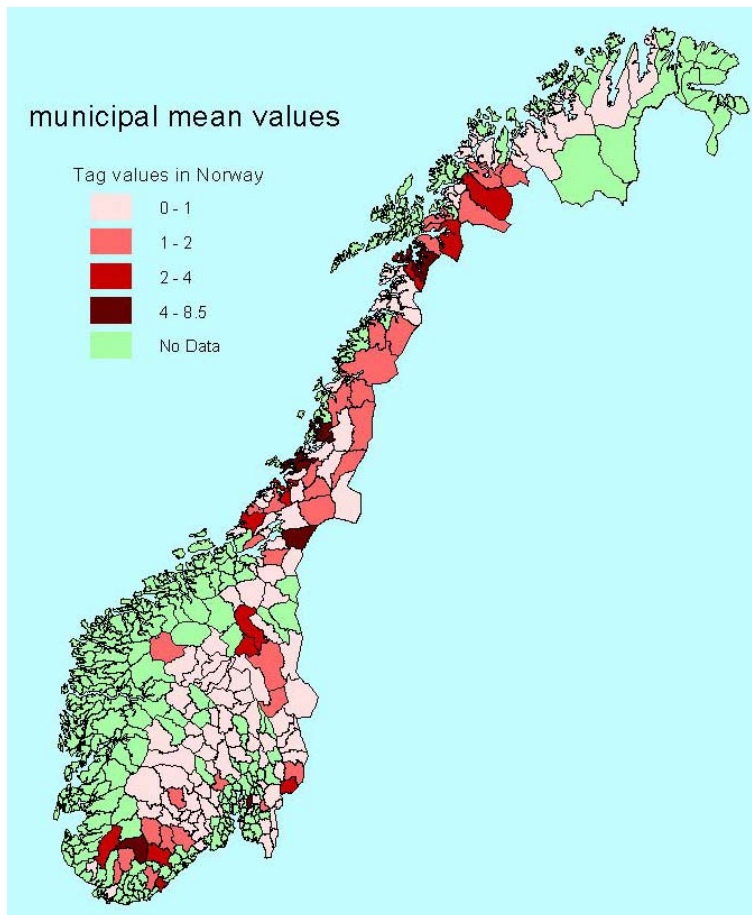 municipal mean values
Tag values in Norway
0 - 1
1 - 2
2 - 4
4 - 8.5
No Data